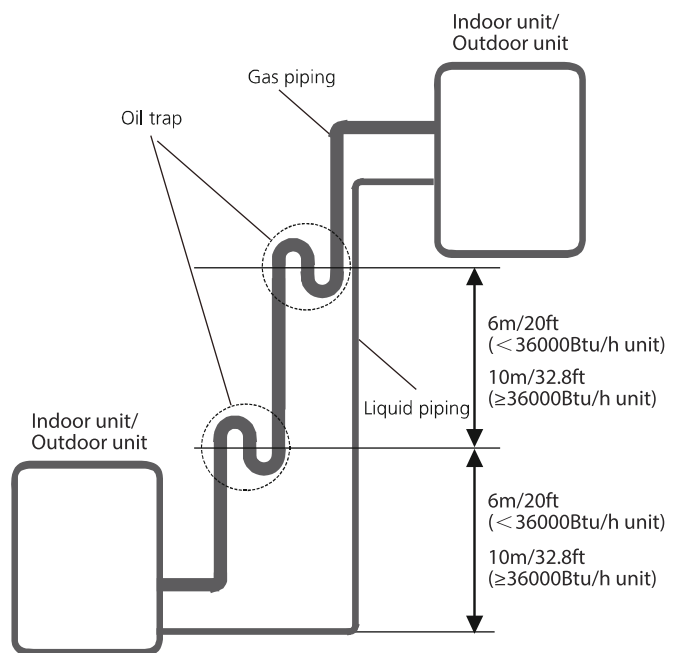 Indoor unit/
Outdoor unit
Gas piping
Oil trap
6m/20ft
(<36000Btu/h unit)
10m/32.8ft
(≥36000Btu/h unit)
Liquid piping
Indoor unit/
Outdoor unit
6m/20ft
(<36000Btu/h unit)
10m/32.8ft
(≥36000Btu/h unit)